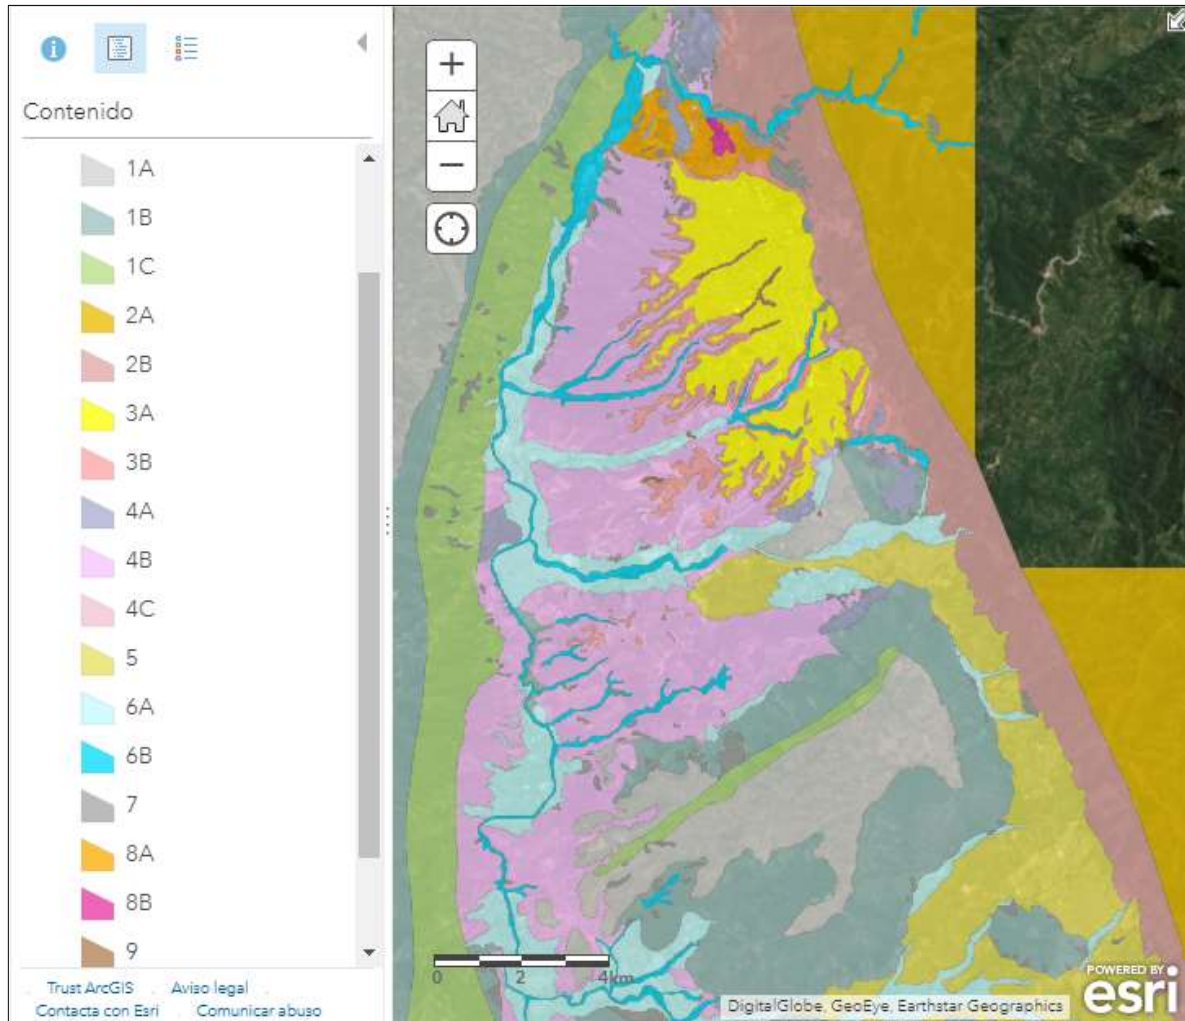 Contenido
1A
1B
1C
2A
2B
3A
3B
4A
4B
4C
5
6A
6B
7
8A
8B
9
Trust ArcGIS . Aviso legal .
Contacta con Esri . Comunicar abuso
0 2 4km
DigitalGlobe, GeoEye, Earthstar Geographics
POWERED BY
esri